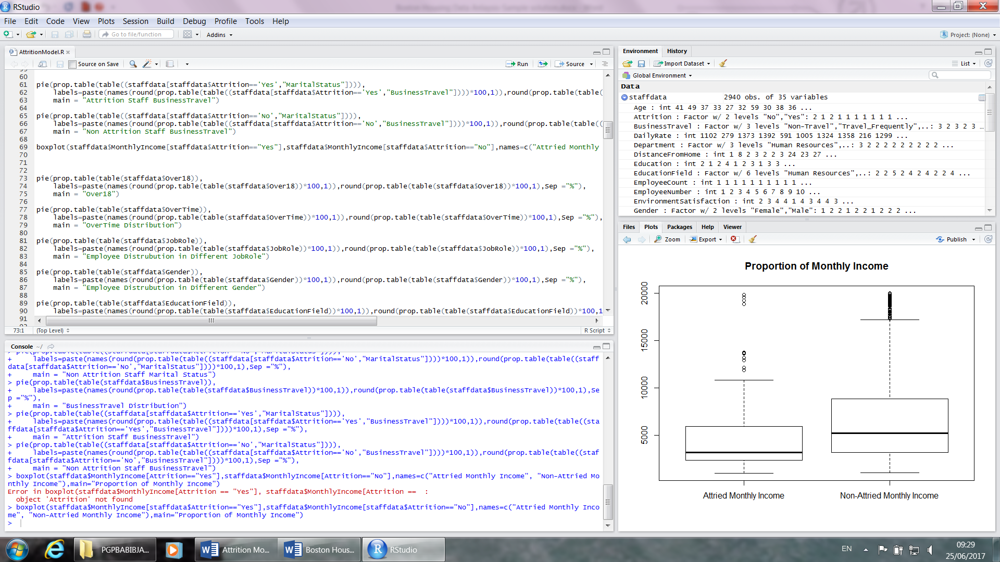 RStudio
File Edit Code View Plots Session Build Debug Profile Tools Help
Go to file/function Addins Project: (None)
AttritionModel.R
Source on Save Run Source
60
61 pie(prop.table(table((staffdata[staffdata$Attrition=='Yes',"MaritalStatus"]))),
62 labels=paste(names(round(prop.table(table((staffdata[staffdata$Attrition=='Yes',"BusinessTravel"])))*100,1)),round(prop.table(table(
63 main = "Attrition Staff BusinessTravel")
64
65 pie(prop.table(table((staffdata[staffdata$Attrition=='No',"MaritalStatus"]))),
66 labels=paste(names(round(prop.table(table((staffdata[staffdata$Attrition=='No',"BusinessTravel"])))*100,1)),round(prop.table(table((
67 main = "Non Attrition Staff BusinessTravel")
68
69 boxplot(staffdata$MonthlyIncome[staffdata$Attrition=="Yes"],staffdata$MonthlyIncome[staffdata$Attrition=="No"],names=c("Attried Monthly
70
71
72
73 pie(prop.table(table(staffdata$Over18)),
74 labels=paste(names(round(prop.table(table(staffdata$Over18))*100,1)),round(prop.table(table(staffdata$Over18))*100,1),Sep ="%"),
75 main = "Over18")
76
77 pie(prop.table(table(staffdata$OverTime)),
78 labels=paste(names(round(prop.table(table(staffdata$OverTime))*100,1)),round(prop.table(table(staffdata$OverTime))*100,1),Sep ="%"),
79 main = "OverTime Distribution")
80
81 pie(prop.table(table(staffdata$JobRole)),
82 labels=paste(names(round(prop.table(table(staffdata$JobRole))*100,1)),round(prop.table(table(staffdata$JobRole))*100,1),Sep ="%"),
83 main = "Employee Distrubution in Different JobRole")
84
85 pie(prop.table(table(staffdata$Gender)),
86 labels=paste(names(round(prop.table(table(staffdata$Gender))*100,1)),round(prop.table(table(staffdata$Gender))*100,1),Sep ="%"),
87 main = "Employee Distrubution in Different Gender")
88
89 pie(prop.table(table(staffdata$EducationField)),
90 labels=paste(names(round(prop.table(table(staffdata$EducationField))*100,1)),round(prop.table(table(staffdata$EducationField))*100,1
91
73:1 (Top Level) R Script
Console ~/
+ labels=paste(names(round(prop.table(table((staffdata[staffdata$Attrition=='No',"MaritalStatus"])))*100,1)),round(prop.table(table((staff
data[staffdata$Attrition=='No',"MaritalStatus"])))*100,1),Sep ="%"),
+ main = "Non Attrition Staff Marital Status")
> pie(prop.table(table(staffdata$BusinessTravel)),
+ labels=paste(names(round(prop.table(table(staffdata$BusinessTravel))*100,1)),round(prop.table(table(staffdata$BusinessTravel))*100,1),Se
p ="%"),
+ main = "BusinessTravel Distribution")
> pie(prop.table(table((staffdata[staffdata$Attrition=='Yes',"MaritalStatus"]))),
+ labels=paste(names(round(prop.table(table((staffdata[staffdata$Attrition=='Yes',"BusinessTravel"])))*100,1)),round(prop.table(table((sta
ffdata[staffdata$Attrition=='Yes',"BusinessTravel"])))*100,1),Sep ="%"),
+ main = "Attrition Staff BusinessTravel")
> pie(prop.table(table((staffdata[staffdata$Attrition=='No',"MaritalStatus"]))),
+ labels=paste(names(round(prop.table(table((staffdata[staffdata$Attrition=='No',"BusinessTravel"])))*100,1)),round(prop.table(table((staf
fdata[staffdata$Attrition=='No',"BusinessTravel"])))*100,1),Sep ="%"),
+ main = "Non Attrition Staff BusinessTravel")
> boxplot(staffdata$MonthlyIncome[Attrition=="Yes"],staffdata$MonthlyIncome[Attrition=="No"],names=c("Attried Monthly Income", "Non-Attried Mo
nthly Income"),main="Proportion of Monthly Income")
Error in boxplot(staffdata$MonthlyIncome[Attrition == "Yes"], staffdata$MonthlyIncome[Attrition == :
object 'Attrition' not found
> boxplot(staffdata$MonthlyIncome[staffdata$Attrition=="Yes"],staffdata$MonthlyIncome[staffdata$Attrition=="No"],names=c("Attried Monthly Inco
me", "Non-Attried Monthly Income"),main="Proportion of Monthly Income")
>
Environment History
Import Dataset List
Global Environment
Data
staffdata 2940 obs. of 35 variables
Age : int 41 49 37 33 27 32 59 30 38 36 ...
Attrition : Factor w/ 2 levels "No","Yes": 2 1 2 1 1 1 1 1 1 1 ...
BusinessTravel : Factor w/ 3 levels "Non-Travel","Travel_Frequently",..: 3 2 3 2 3 ...
DailyRate : int 1102 279 1373 1392 591 1005 1324 1358 216 1299 ...
Department : Factor w/ 3 levels "Human Resources",..: 3 2 2 2 2 2 2 2 2 2 ...
DistanceFromHome : int 1 8 2 3 2 2 3 24 23 27 ...
Education : int 2 1 2 4 1 2 3 1 3 3 ...
EducationField : Factor w/ 6 levels "Human Resources",..: 2 2 5 2 4 2 4 2 2 4 ...
EmployeeCount : int 1 1 1 1 1 1 1 1 1 1 ...
EmployeeNumber : int 1 2 3 4 5 6 7 8 9 10 ...
EnvironmentSatisfaction : int 2 3 4 4 1 4 3 4 4 3 ...
Gender : Factor w/ 2 levels "Female","Male": 1 2 2 1 2 2 1 2 2 2 ...
Files Plots Packages Help Viewer
Zoom Export Publish
Proportion of Monthly Income
20000
15000
10000
5000
Attried Monthly Income Non-Attried Monthly Income
PGPBABIBJA... Attrition Mo... Boston Hous... RStudio
EN 09:29
25/06/2017